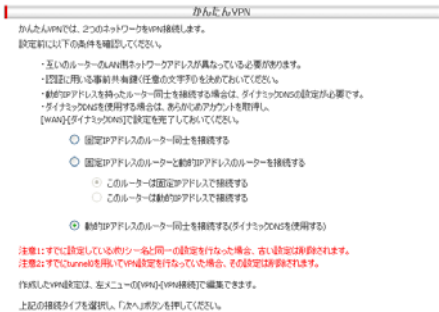 かんたんVPN
かんたんVPNでは、2つのネットワークをVPN接続します。
設定前に以下の条件を確認してください。
・互いのルーターのLAN側ネットワークアドレスが異なっている必要があります。
・認証に用いる事前共有鍵(任意の文字列)を決めておいてください。
・動的IPアドレスを持ったルーター同士を接続する場合は、ダイナミックDNSの設定が必要です。
・ダイナミックDNSを使用する場合は、あらかじめアカウントを取得し、
[WAN]-[ダイナミックDNS]で設定を完了しておいてください。
固定IPアドレスのルーター同士を接続する
固定IPアドレスのルーターと動的IPアドレスのルーターを接続する
このルーターは固定IPアドレスで接続する
このルーターは動的IPアドレスで接続する
動的IPアドレスのルーター同士を接続する(ダイナミックDNSを使用する)
注意1:すでに設定しているポリシー名と同一の設定を行なった場合、古い設定は削除されます。
注意2:すでにtunnel0を用いてVPN設定を行なっていた場合、その設定は削除されます。
作成したVPN設定は、左メニューの[VPN]-[VPN接続]で編集できます。
上記の接続タイプを選択し、「次へ」ボタンを押してください。